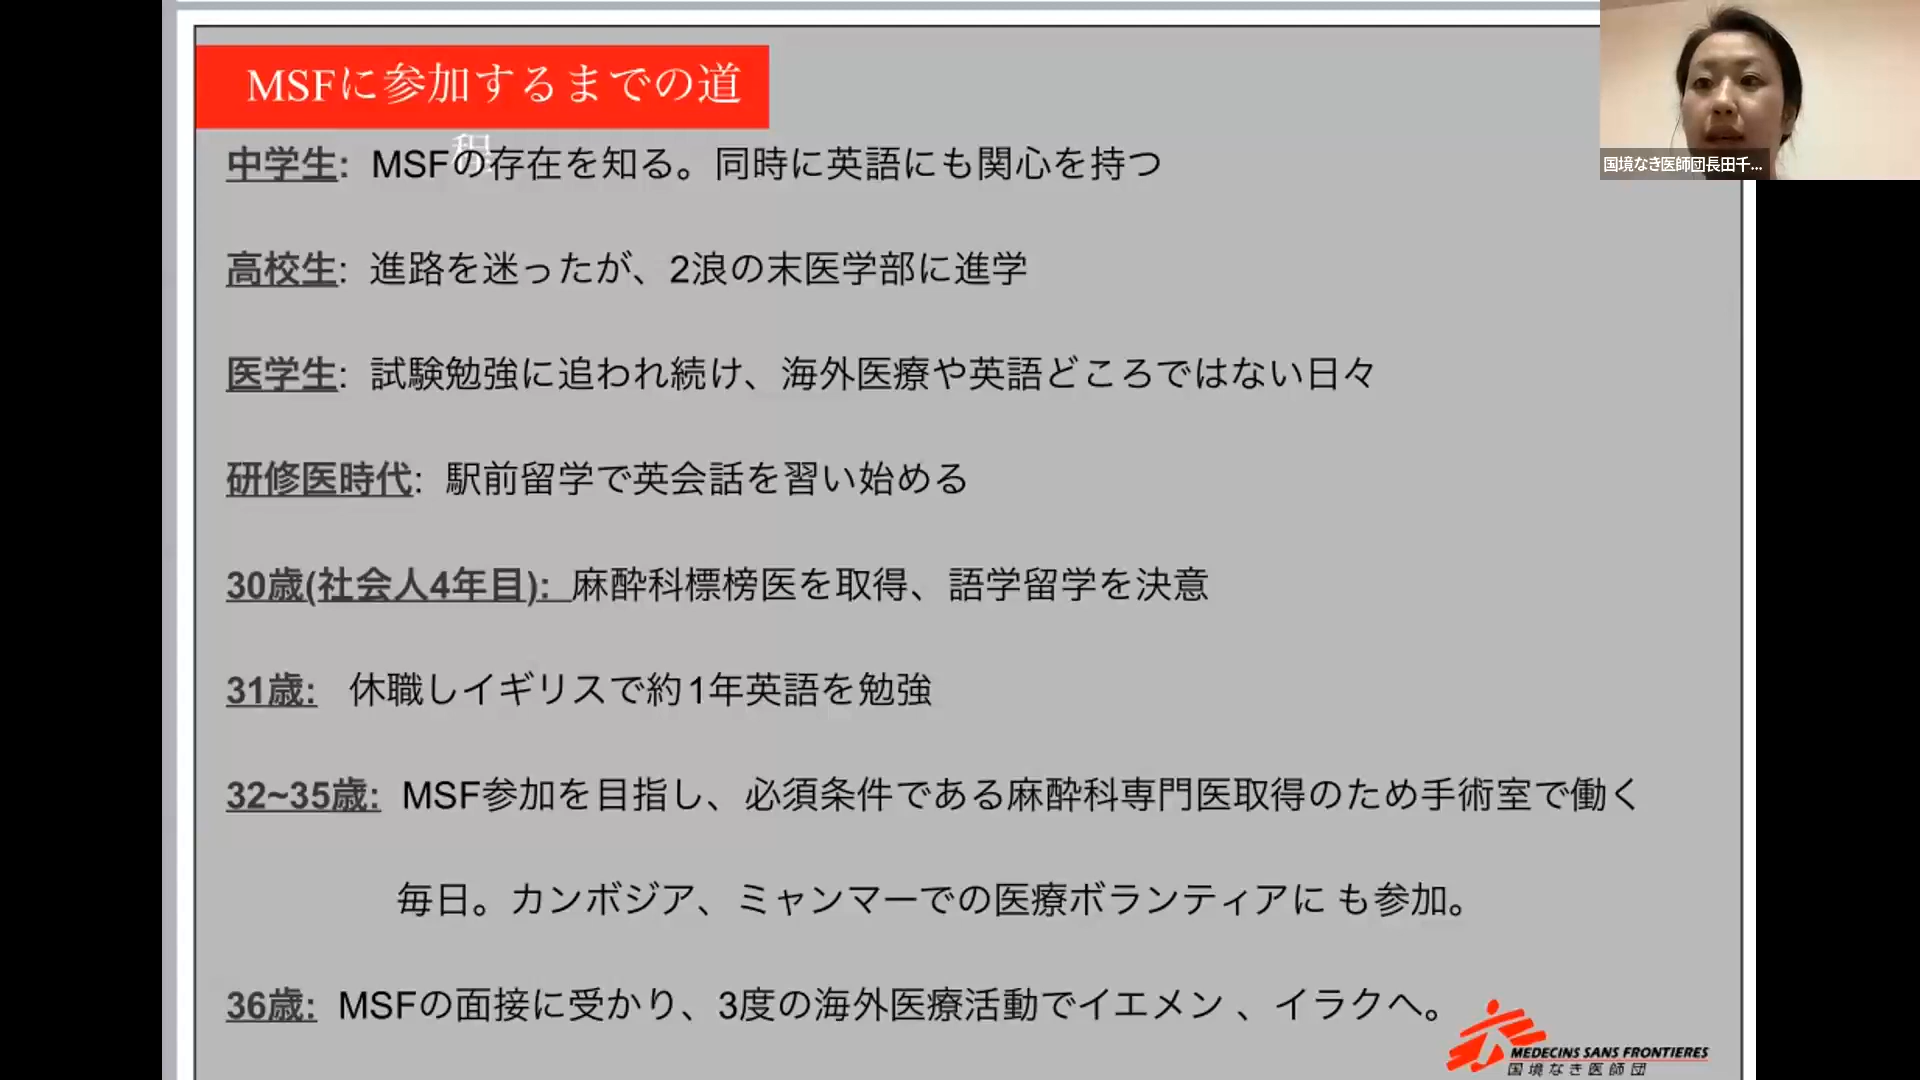 MSFに参加するまでの道
程
中学生: MSFの存在を知る。同時に英語にも関心を持つ
高校生: 進路を迷ったが、2浪の末医学部に進学
医学生: 試験勉強に追われ続け、海外医療や英語どころではない日々
研修医時代: 駅前留学で英会話を習い始める
30歳(社会人4年目): 麻酔科標榜医を取得、語学留学を決意
31歳: 休職しイギリスで約1年英語を勉強
32~35歳: MSF参加を目指し、必須条件である麻酔科専門医取得のため手術室で働く
毎日。カンボジア、ミャンマーでの医療ボランティアに も参加。
36歳: MSFの面接に受かり、3度の海外医療活動でイエメン 、イラクへ。
MEDECINS SANS FRONTIERES
国境なき医師団
国境なき医師団長田千...